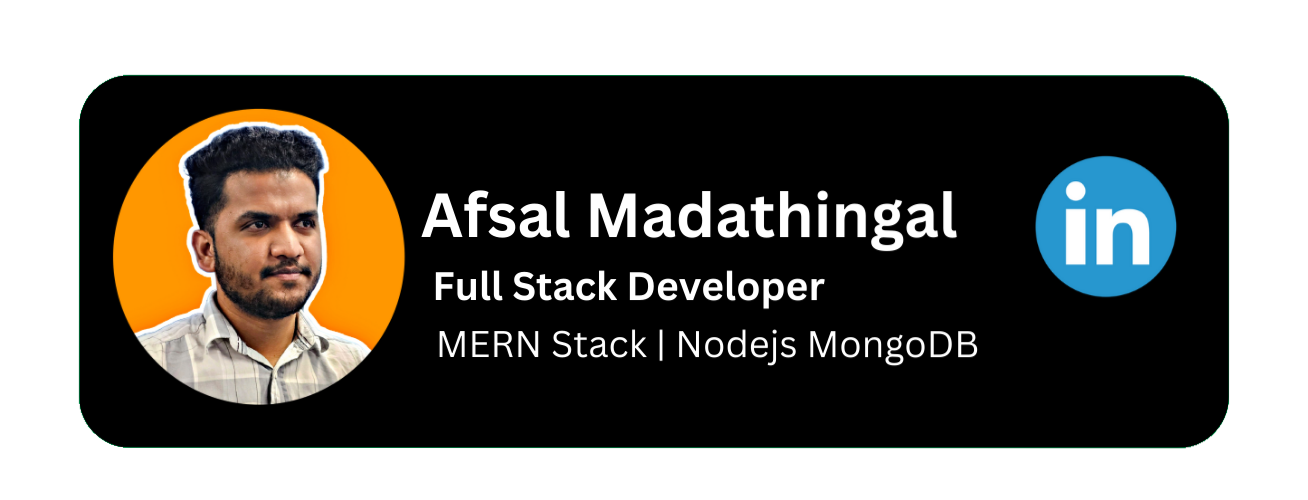 Afsal Madathingal
Full Stack Developer
MERN Stack | Nodejs MongoDB
in